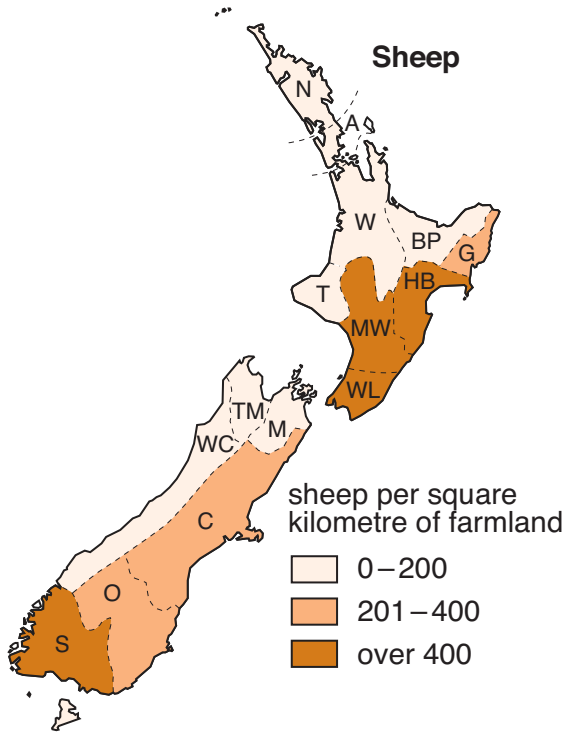 Sheep
N
A
W
BP
G
T
HB
MW
WL
TM
M
WC
C
O
S
sheep per square
kilometre of farmland
0–200
201–400
over 400